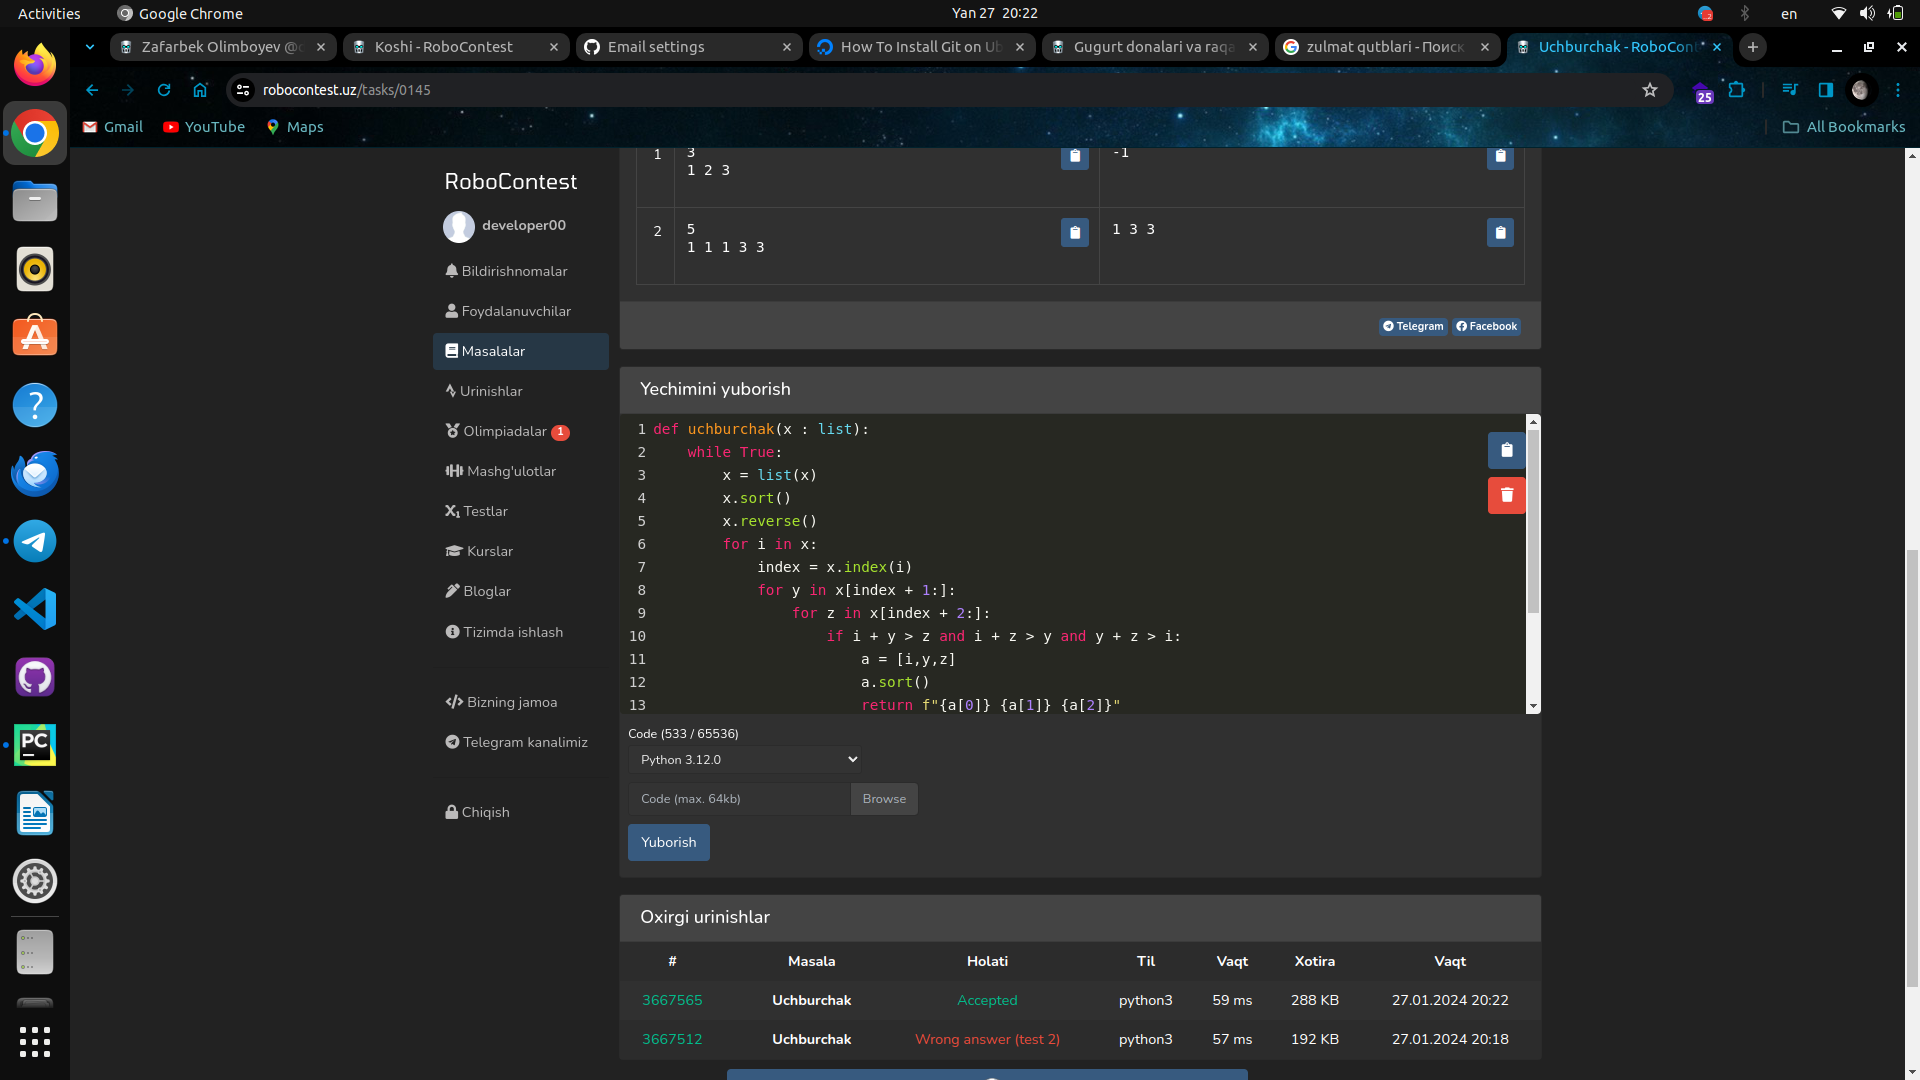 Activities
Google Chrome
Yan 27 20:22
en
Zafarbek Olimboyev @
Koshi - RoboContest
Email settings
How To Install Git on Ub
Gugurt donalari va raqa
zulmat qutblari - Поиск
Uchburchak - RoboCont
robocontest.uz/tasks/0145
25
Gmail
YouTube
Maps
All Bookmarks
RoboContest
developer00
Bildirishnomalar
Foydalanuvchilar
Masalalar
Urinishlar
Olimpiadalar 1
Mashg'ulotlar
Testlar
Kurslar
Bloglar
Tizimda ishlash
Bizning jamoa
Telegram kanalimiz
Chiqish
1
3
1 2 3
-1
2
5
1 1 1 3 3
1 3 3
Telegram
Facebook
Yechimini yuborish
1 def uchburchak(x : list):
2 while True:
3 x = list(x)
4 x.sort()
5 x.reverse()
6 for i in x:
7 index = x.index(i)
8 for y in x[index + 1:]:
9 for z in x[index + 2:]:
10 if i + y > z and i + z > y and y + z > i:
11 a = [i,y,z]
12 a.sort()
13 return f"{a[0]} {a[1]} {a[2]}"
Code (533 / 65536)
Python 3.12.0
Code (max. 64kb)
Browse
Yuborish
Oxirgi urinishlar
# Masala Holati Til Vaqt Xotira Vaqt
3667565 Uchburchak Accepted python3 59 ms 288 KB 27.01.2024 20:22
3667512 Uchburchak Wrong answer (test 2) python3 57 ms 192 KB 27.01.2024 20:18
PC